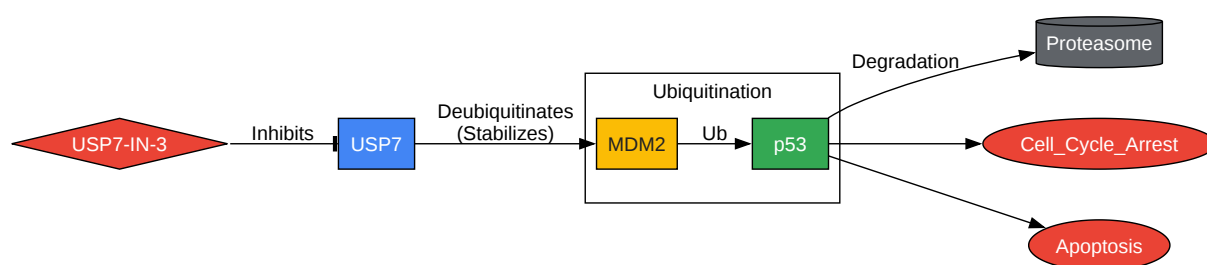 Proteasome
Degradation
Ubiquitination
Deubiquitinates
(Stabilizes)
Inhibits
USP7-IN-3
USP7
MDM2
Ub
p53
Cell_Cycle_Arrest
Apoptosis